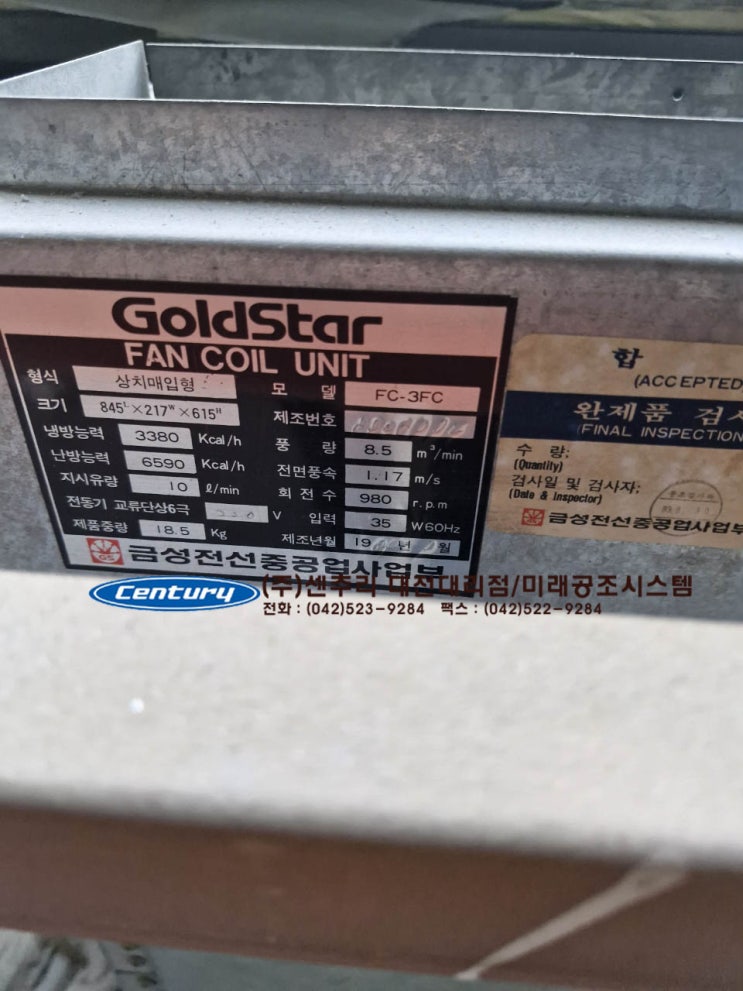 GoldStar
FAN COIL UNIT
형식 상치매입형 모 델 FC-3FC
크기 845L×217W×615H 제조번호
냉방능력 3380 Kcal/h 풍 량 8.5 m³/min
난방능력 6590 Kcal/h 전면풍속 1.17 m/s
지시유량 10 ℓ/min 회 전 수 980 r.p.m
전동기 교류단상6극 V 입력 35 W60Hz
제품중량 18.5 Kg 제조년월 19 년 월
GS 금성전선중공업사업부
합
(ACCEPTED
완제품 검사
(FINAL INSPECTION
수 량:
(Quantity)
검사일 및 검사자:
(Date & Inspector)
금성전선중공업사업부
Century (주)센추리 대전대리점/미래공조시스템
전화 : (042)523-9284 팩스 : (042)522-9284